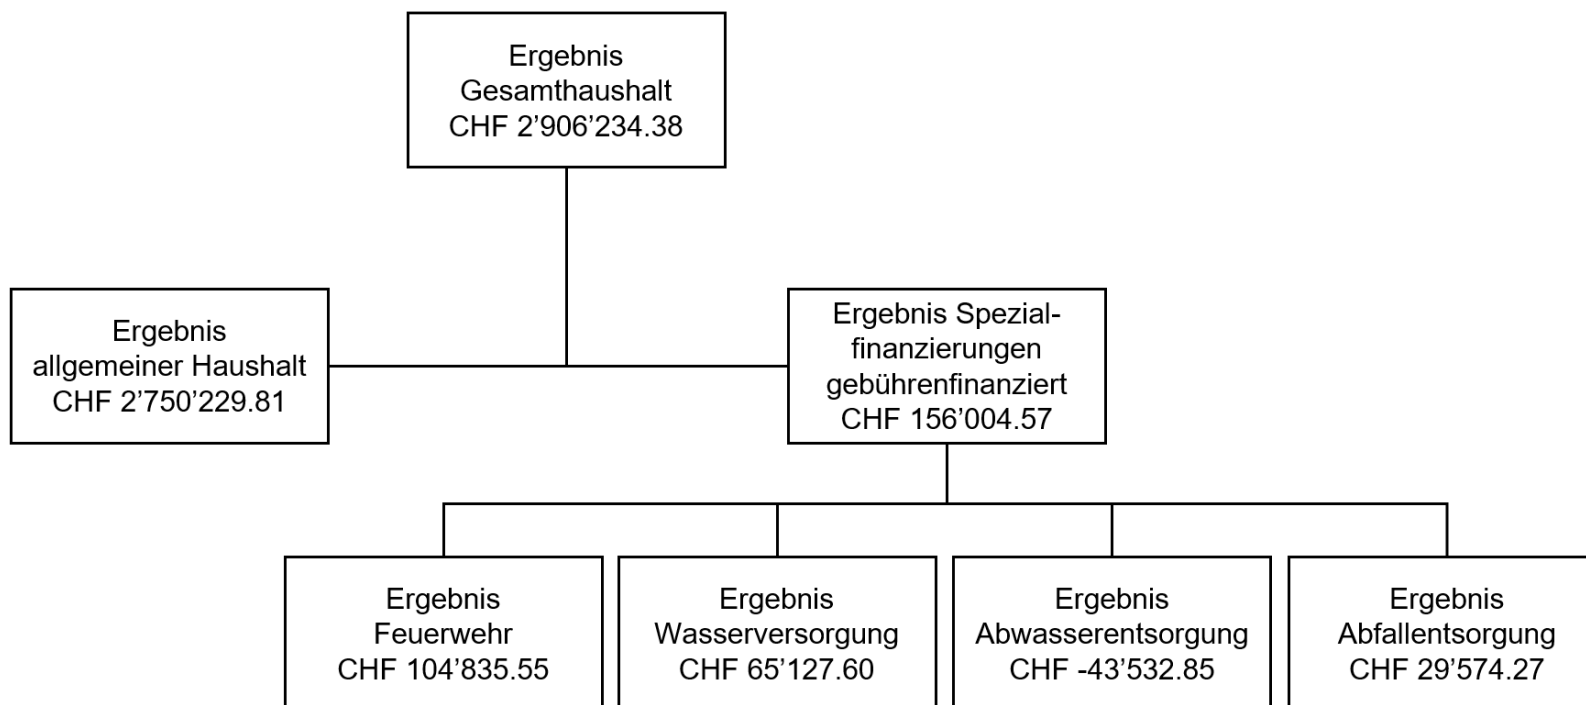 Ergebnis
Gesamthaushalt
CHF 2’906’234.38
Ergebnis
allgemeiner Haushalt
CHF 2’750’229.81
Ergebnis Spezial-
finanzierungen
gebührenfinanziert
CHF 156’004.57
Ergebnis
Feuerwehr
CHF 104’835.55
Ergebnis
Wasserversorgung
CHF 65’127.60
Ergebnis
Abwasserentsorgung
CHF -43’532.85
Ergebnis
Abfallentsorgung
CHF 29’574.27